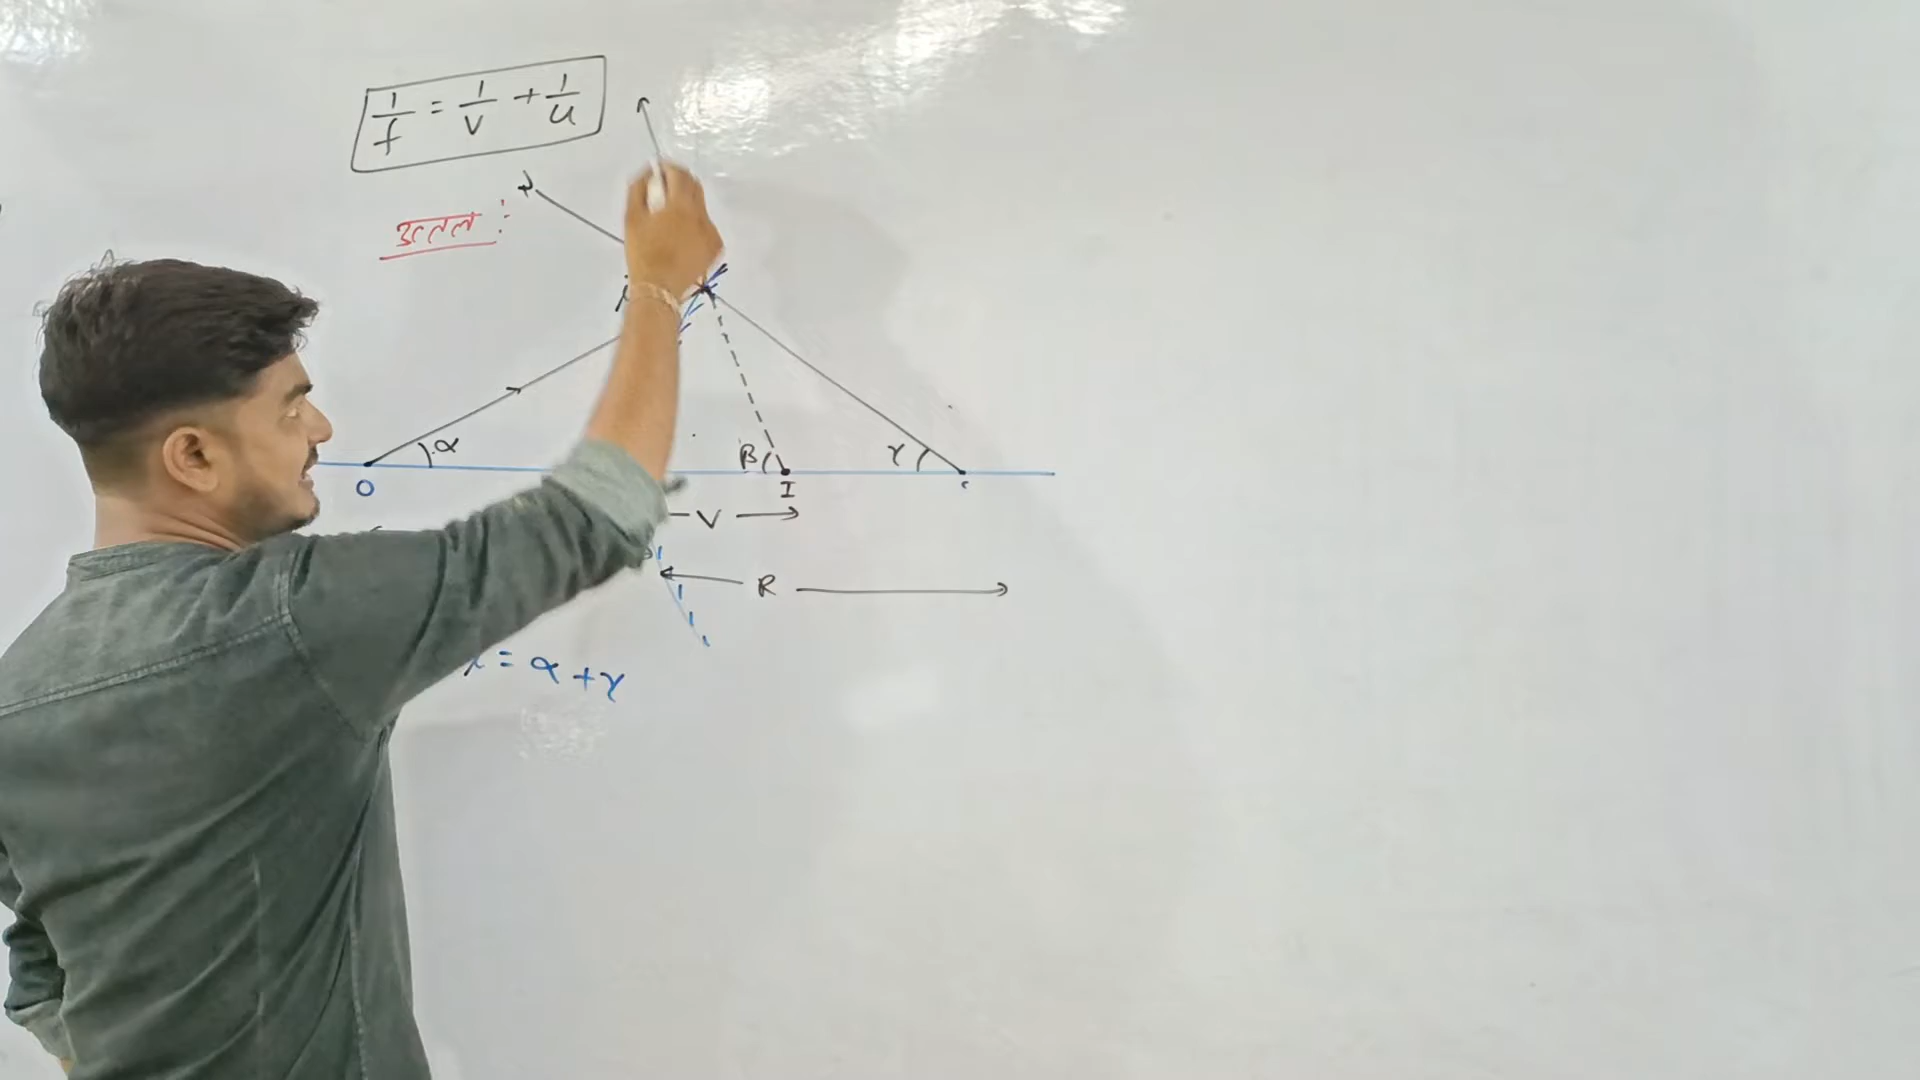 1/f = 1/v + 1/u
उत्तल :
i
α
β
γ
O
I
V
R
i = α + γ